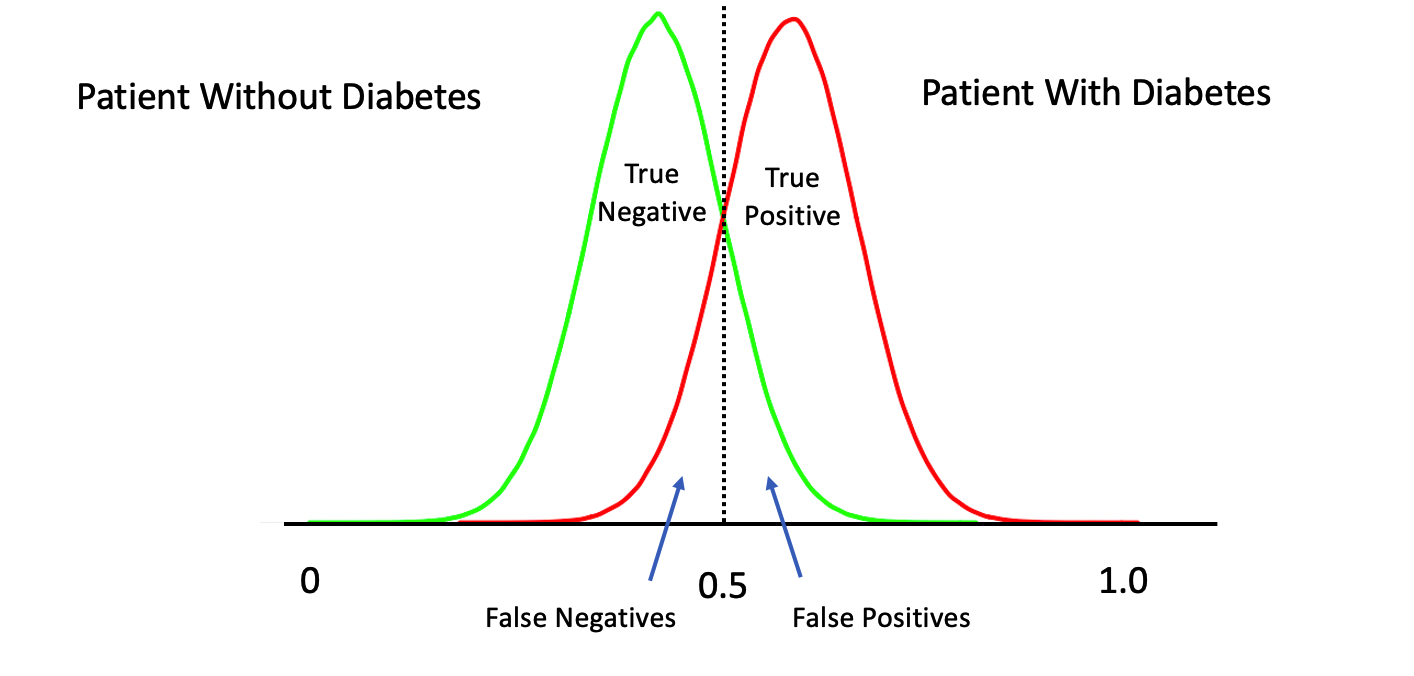 Patient Without Diabetes
Patient With Diabetes
True
Negative
True
Positive
0
0.5
1.0
False Negatives
False Positives